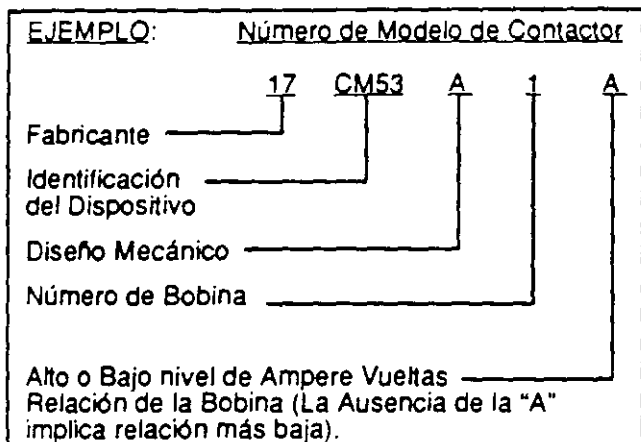 EJEMPLO: Número de Modelo de Contactor
17 CM53 A 1 A
Fabricante
Identificación
del Dispositivo
Diseño Mecánico
Número de Bobina
Alto o Bajo nivel de Ampere Vueltas
Relación de la Bobina (La Ausencia de la "A"
implica relación más baja).